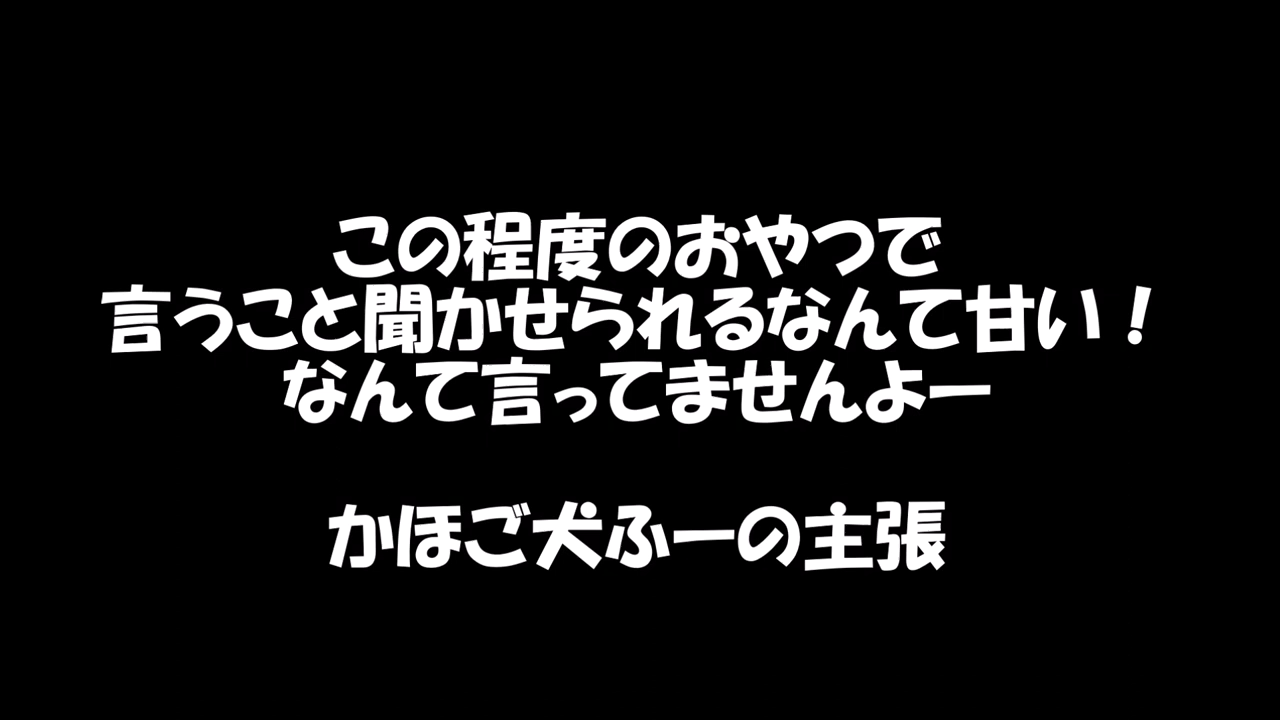 この程度のおやつで
言うこと聞かせられるなんて甘い！
なんて言ってませんよー
かほご犬ふーの主張